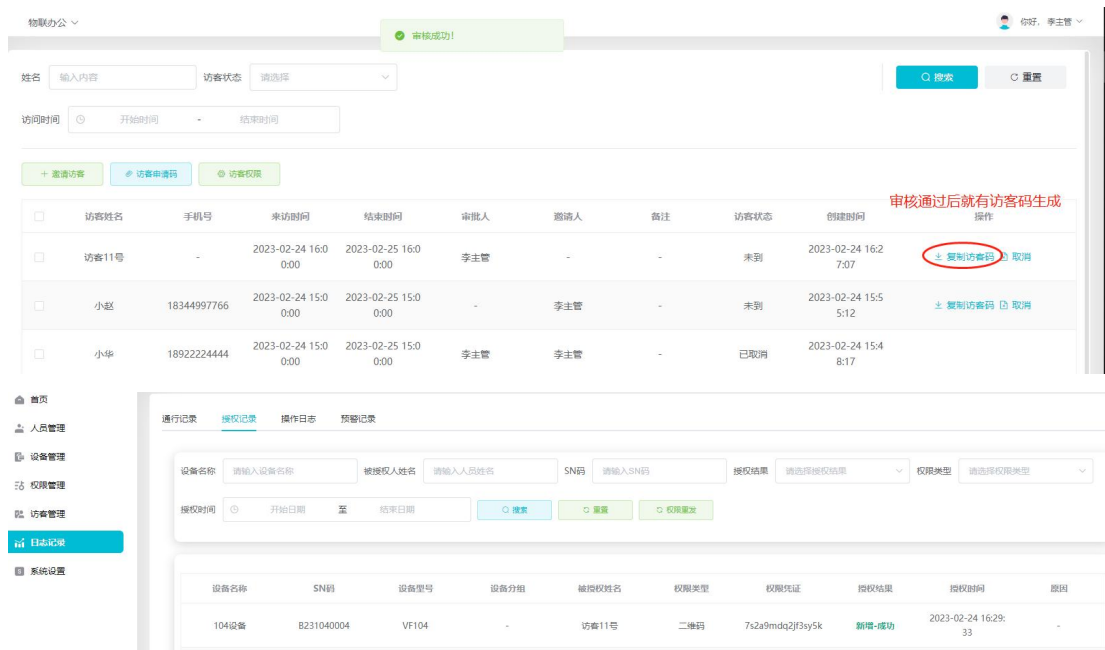 物联办公
你好，李主管
审核成功!
姓名 输入内容 访客状态 请选择 搜索 重置
访问时间 开始时间 - 结束时间
+ 邀请访客 访客申请码 访客权限
审核通过后就有访客码生成
访客姓名 手机号 来访时间 结束时间 审批人 邀请人 备注 访客状态 创建时间 操作
访客11号 - 2023-02-24 16:0 2023-02-25 16:0 李主管 - - 未到 2023-02-24 16:2 复制访客码 取消
0:00 0:00 7:07
小赵 18344997766 2023-02-24 15:0 2023-02-25 15:0 - 李主管 - 未到 2023-02-24 15:5 复制访客码 取消
0:00 0:00 5:12
小华 18922224444 2023-02-24 15:0 2023-02-25 15:0 李主管 李主管 - 已取消 2023-02-24 15:4
0:00 0:00 8:17
首页
人员管理
设备管理
权限管理
访客管理
日志记录
系统设置
通行记录 授权记录 操作日志 预警记录
设备名称 请输入设备名称 被授权人姓名 请输入人员姓名 SN码 请输入SN码 授权结果 请选择授权结果 权限类型 请选择权限类型
授权时间 开始日期 至 结束日期 搜索 重置 权限重发
设备名称 SN码 设备型号 设备分组 被授权姓名 权限类型 权限凭证 授权结果 授权时间 原因
104设备 B231040004 VF104 - 访客11号 二维码 7s2a9mdq2jf3sy5k 新增-成功 2023-02-24 16:29: -
33